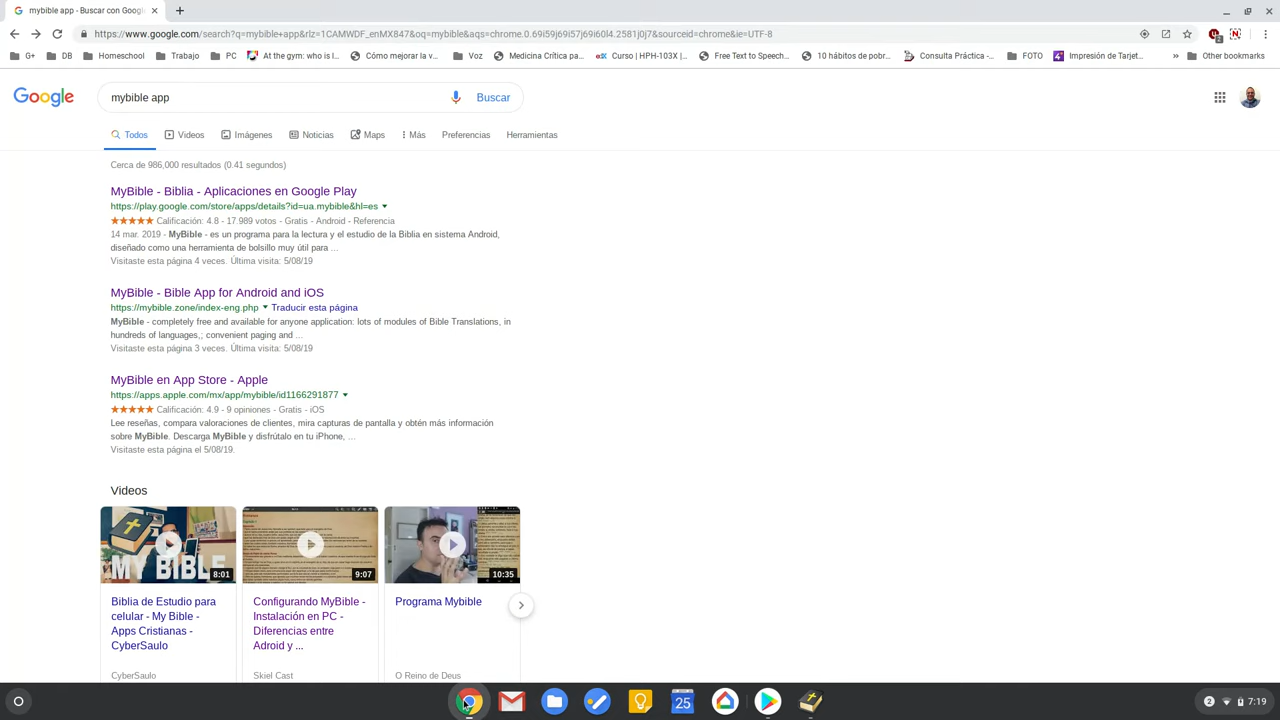 mybible app - Buscar con Goog
https://www.google.com/search?q=mybible+app&rlz=1CAMWDF_enMX847&oq=mybible&aqs=chrome.0.69i59j69i57j69i60l4.2581j0j7&sourceid=chrome&ie=UTF-8
G+ DB Homeschool Trabajo PC At the gym: who is l... Cómo mejorar la v... Voz Medicina Crítica pa... Curso | HPH-103X |... Free Text to Speech... 10 hábitos de pobr... Consulta Práctica -... FOTO Impresión de Tarjet... » Other bookmarks
Google mybible app Buscar
Todos Videos Imágenes Noticias Maps Más Preferencias Herramientas
Cerca de 986,000 resultados (0.41 segundos)
MyBible - Biblia - Aplicaciones en Google Play
https://play.google.com/store/apps/details?id=ua.mybible&hl=es
Calificación: 4.8 - 17.989 votos - Gratis - Android - Referencia
14 mar. 2019 - MyBible - es un programa para la lectura y el estudio de la Biblia en sistema Android,
diseñado como una herramienta de bolsillo muy útil para ...
Visitaste esta página 4 veces. Última visita: 5/08/19
MyBible - Bible App for Android and iOS
https://mybible.zone/index-eng.php Traducir esta página
MyBible - completely free and available for anyone application: lots of modules of Bible Translations, in
hundreds of languages,; convenient paging and ...
Visitaste esta página 3 veces. Última visita: 5/08/19
MyBible en App Store - Apple
https://apps.apple.com/mx/app/mybible/id1166291877
Calificación: 4.9 - 9 opiniones - Gratis - iOS
Lee reseñas, compara valoraciones de clientes, mira capturas de pantalla y obtén más información
sobre MyBible. Descarga MyBible y disfrútalo en tu iPhone, ...
Visitaste esta página el 5/08/19.
Videos
MY BIBLE
8:01
9:07
10:35
Biblia de Estudio para
celular - My Bible -
Apps Cristianas -
CyberSaulo
CyberSaulo
Configurando MyBible -
Instalación en PC -
Diferencias entre
Adroid y ...
Skiel Cast
Programa Mybible
O Reino de Deus
25
2 7:19